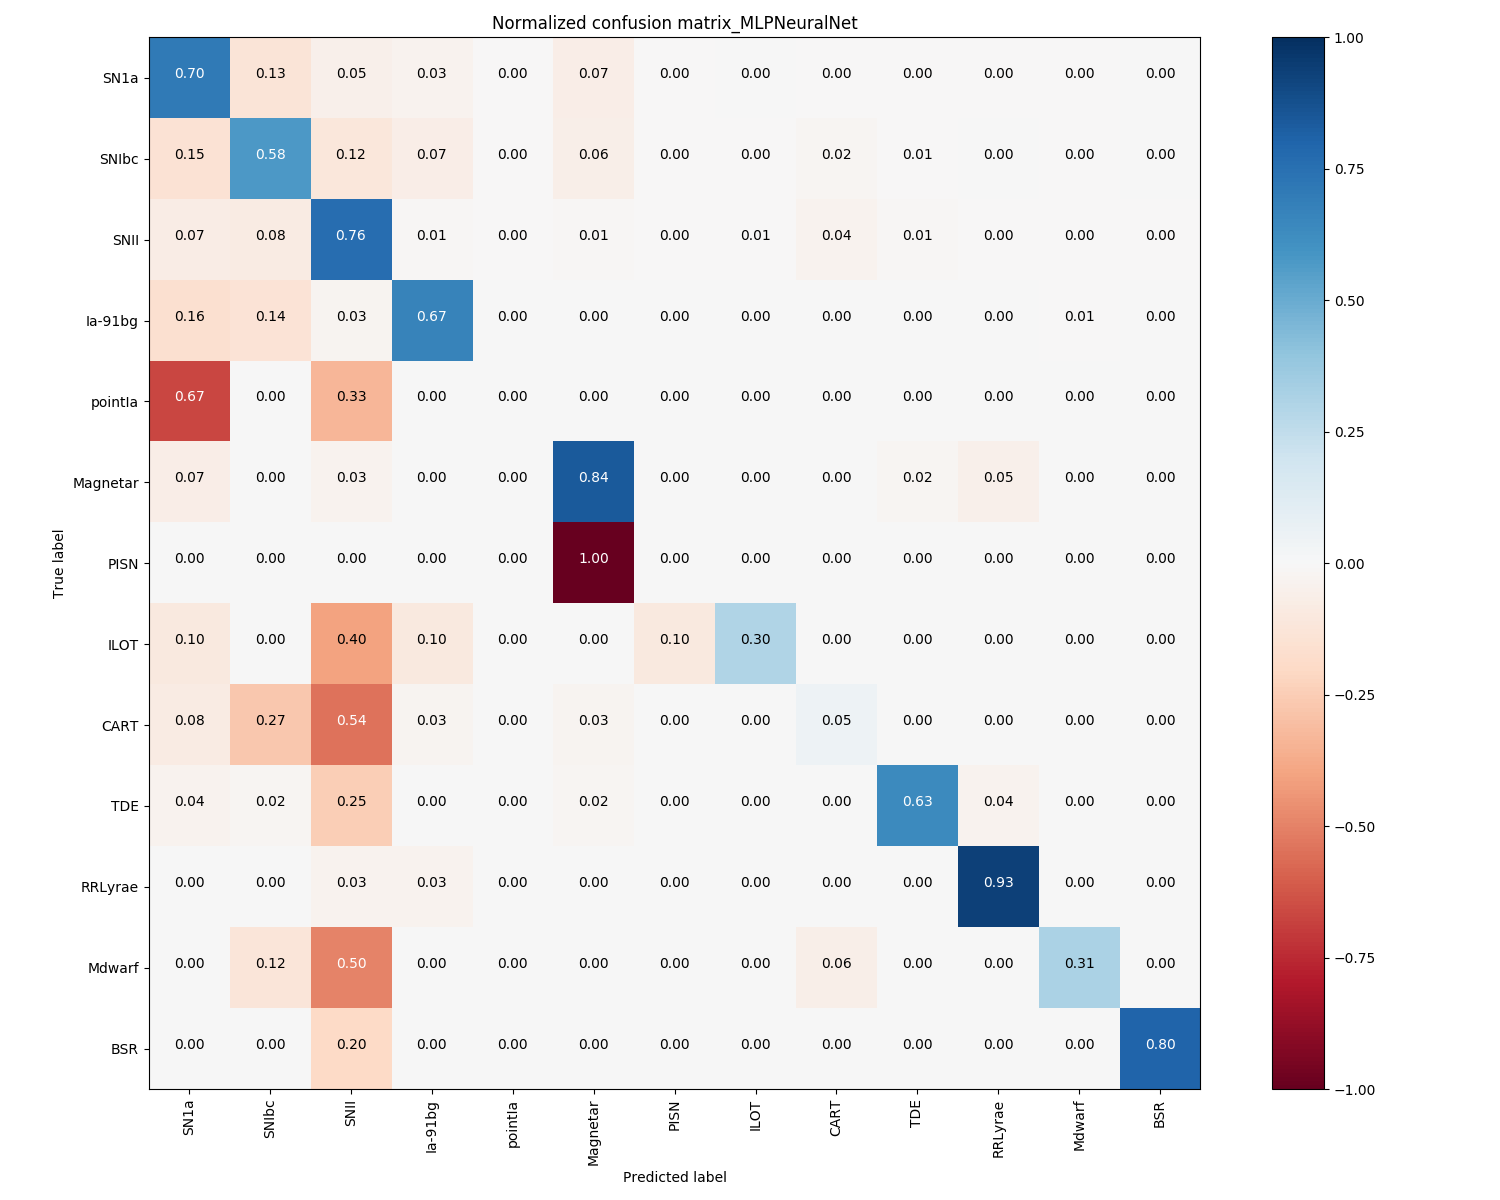 Normalized confusion matrix_MLPNeuralNet
SN1a 0.70 0.13 0.05 0.03 0.00 0.07 0.00 0.00 0.00 0.00 0.00 0.00 0.00
SNIbc 0.15 0.58 0.12 0.07 0.00 0.06 0.00 0.00 0.02 0.01 0.00 0.00 0.00
SNII 0.07 0.08 0.76 0.01 0.00 0.01 0.00 0.01 0.04 0.01 0.00 0.00 0.00
Ia-91bg 0.16 0.14 0.03 0.67 0.00 0.00 0.00 0.00 0.00 0.00 0.00 0.01 0.00
pointIa 0.67 0.00 0.33 0.00 0.00 0.00 0.00 0.00 0.00 0.00 0.00 0.00 0.00
Magnetar 0.07 0.00 0.03 0.00 0.00 0.84 0.00 0.00 0.00 0.02 0.05 0.00 0.00
PISN 0.00 0.00 0.00 0.00 0.00 1.00 0.00 0.00 0.00 0.00 0.00 0.00 0.00
ILOT 0.10 0.00 0.40 0.10 0.00 0.00 0.10 0.30 0.00 0.00 0.00 0.00 0.00
CART 0.08 0.27 0.54 0.03 0.00 0.03 0.00 0.00 0.05 0.00 0.00 0.00 0.00
TDE 0.04 0.02 0.25 0.00 0.00 0.02 0.00 0.00 0.00 0.63 0.04 0.00 0.00
RRLyrae 0.00 0.00 0.03 0.03 0.00 0.00 0.00 0.00 0.00 0.00 0.93 0.00 0.00
Mdwarf 0.00 0.12 0.50 0.00 0.00 0.00 0.00 0.00 0.06 0.00 0.00 0.31 0.00
BSR 0.00 0.00 0.20 0.00 0.00 0.00 0.00 0.00 0.00 0.00 0.00 0.00 0.80
True label
SN1a SNIbc SNII Ia-91bg pointIa Magnetar PISN ILOT CART TDE RRLyrae Mdwarf BSR
Predicted label
1.00
0.75
0.50
0.25
0.00
−0.25
−0.50
−0.75
−1.00